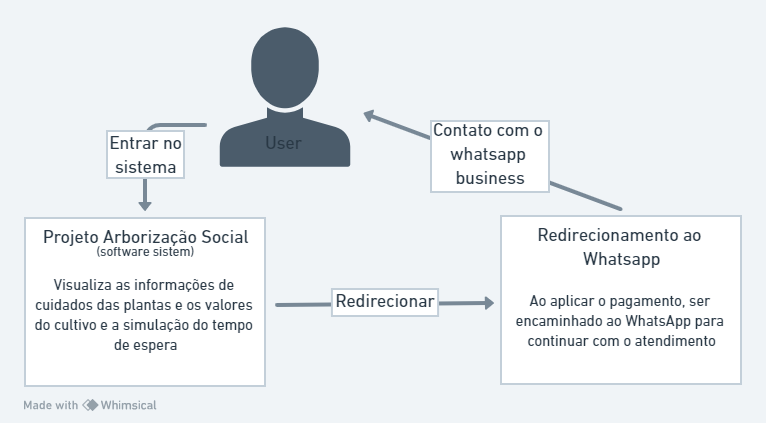 User
Entrar no
sistema
Contato com o
whatsapp
business
Projeto Arborização Social
(software sistem)
Visualiza as informações de
cuidados das plantas e os valores
do cultivo e a simulação do tempo
de espera
Redirecionar
Redirecionamento ao
Whatsapp
Ao aplicar o pagamento, ser
encaminhado ao WhatsApp para
continuar com o atendimento
Made with Whimsical